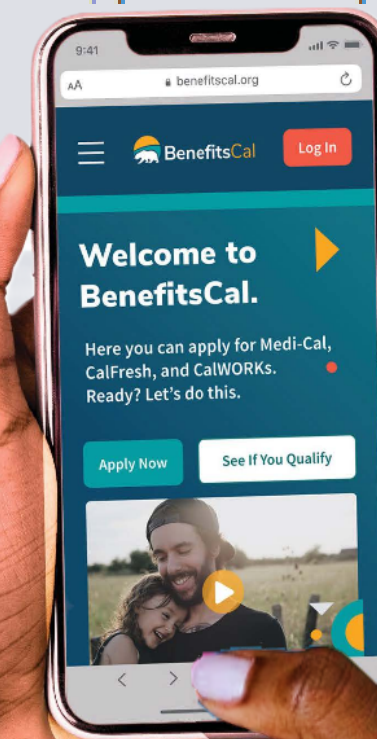 9:41
AA
benefitscal.org
BenefitsCal
Log In
Welcome to
BenefitsCal.
Here you can apply for Medi-Cal,
CalFresh, and CalWORKs.
Ready? Let's do this.
Apply Now
See If You Qualify